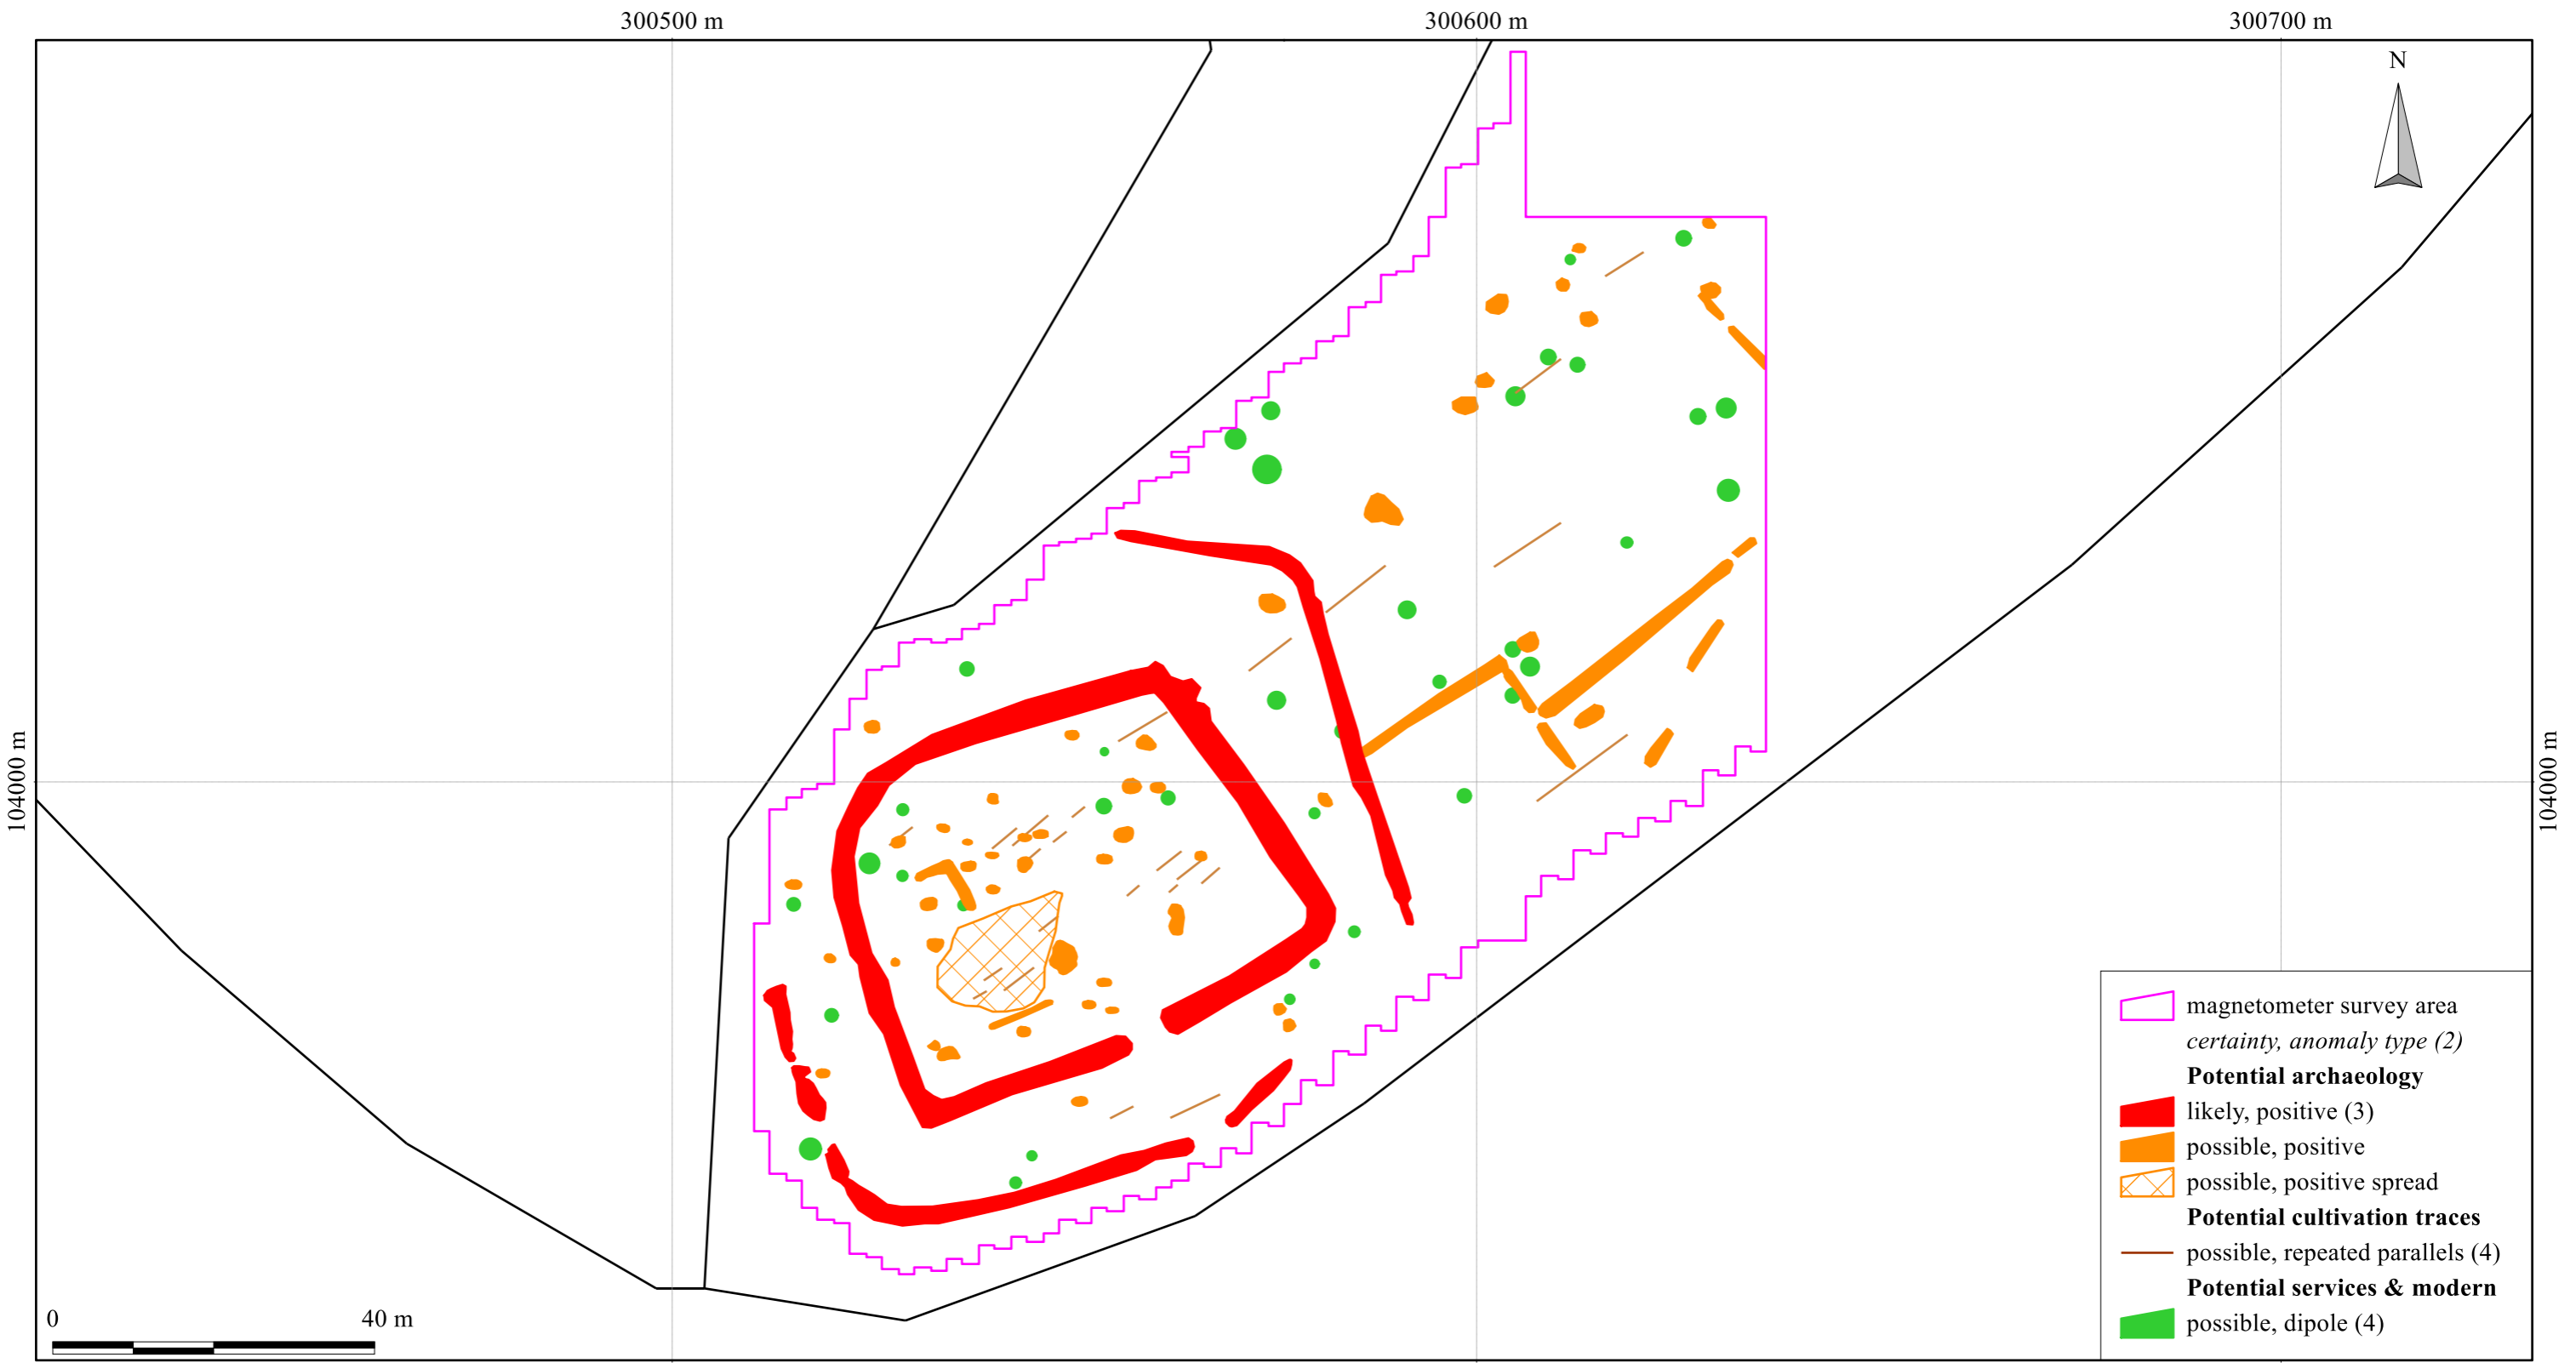 300500 m
300600 m
300700 m
N
104000 m
104000 m
magnetometer survey area
certainty, anomaly type (2)
Potential archaeology
likely, positive (3)
possible, positive
possible, positive spread
Potential cultivation traces
possible, repeated parallels (4)
Potential services & modern
possible, dipole (4)
0
40 m